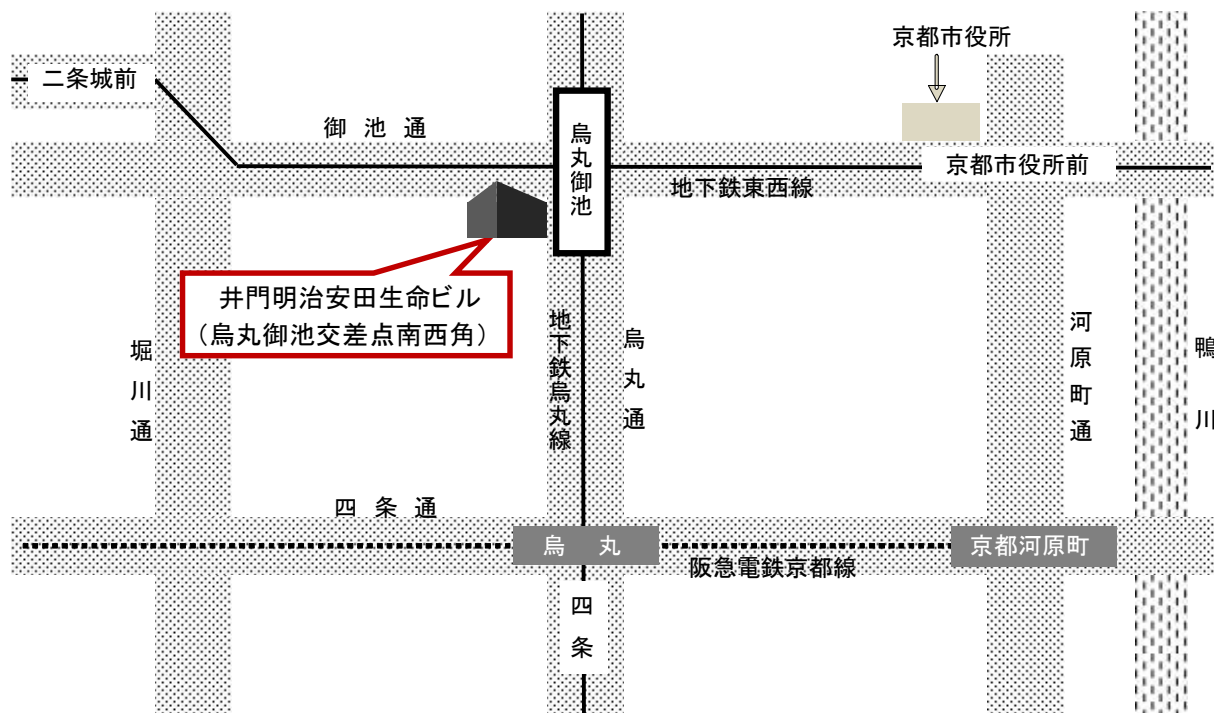 京都市役所
二条城前
御池通
烏丸御池
京都市役所前
地下鉄東西線
井門明治安田生命ビル
（烏丸御池交差点南西角）
堀川通
地下鉄烏丸線
烏丸通
河原町通
鴨川
四条通
烏丸
京都河原町
阪急電鉄京都線
四条